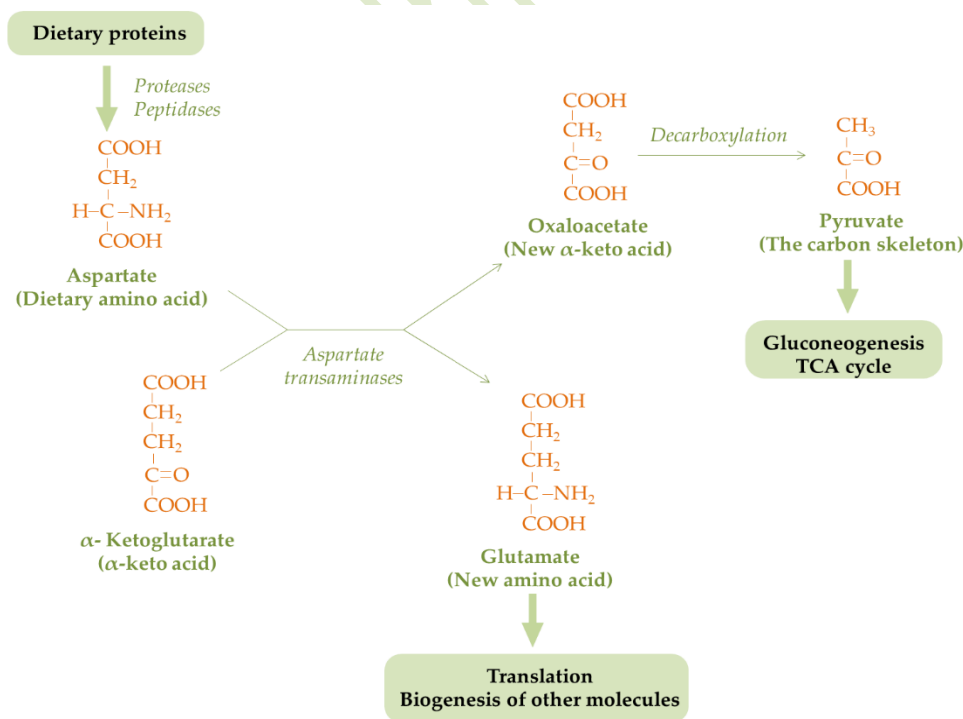 Dietary proteins
Proteases
Peptidases
COOH
CH2
H–C–NH2
COOH
Aspartate
(Dietary amino acid)
COOH
CH2
C=O
COOH
Oxaloacetate
(New α-keto acid)
Decarboxylation
CH3
C=O
COOH
Pyruvate
(The carbon skeleton)
Gluconeogenesis
TCA cycle
Aspartate
transaminases
COOH
CH2
CH2
C=O
COOH
α- Ketoglutarate
(α-keto acid)
COOH
CH2
CH2
H–C–NH2
COOH
Glutamate
(New amino acid)
Translation
Biogenesis of other molecules